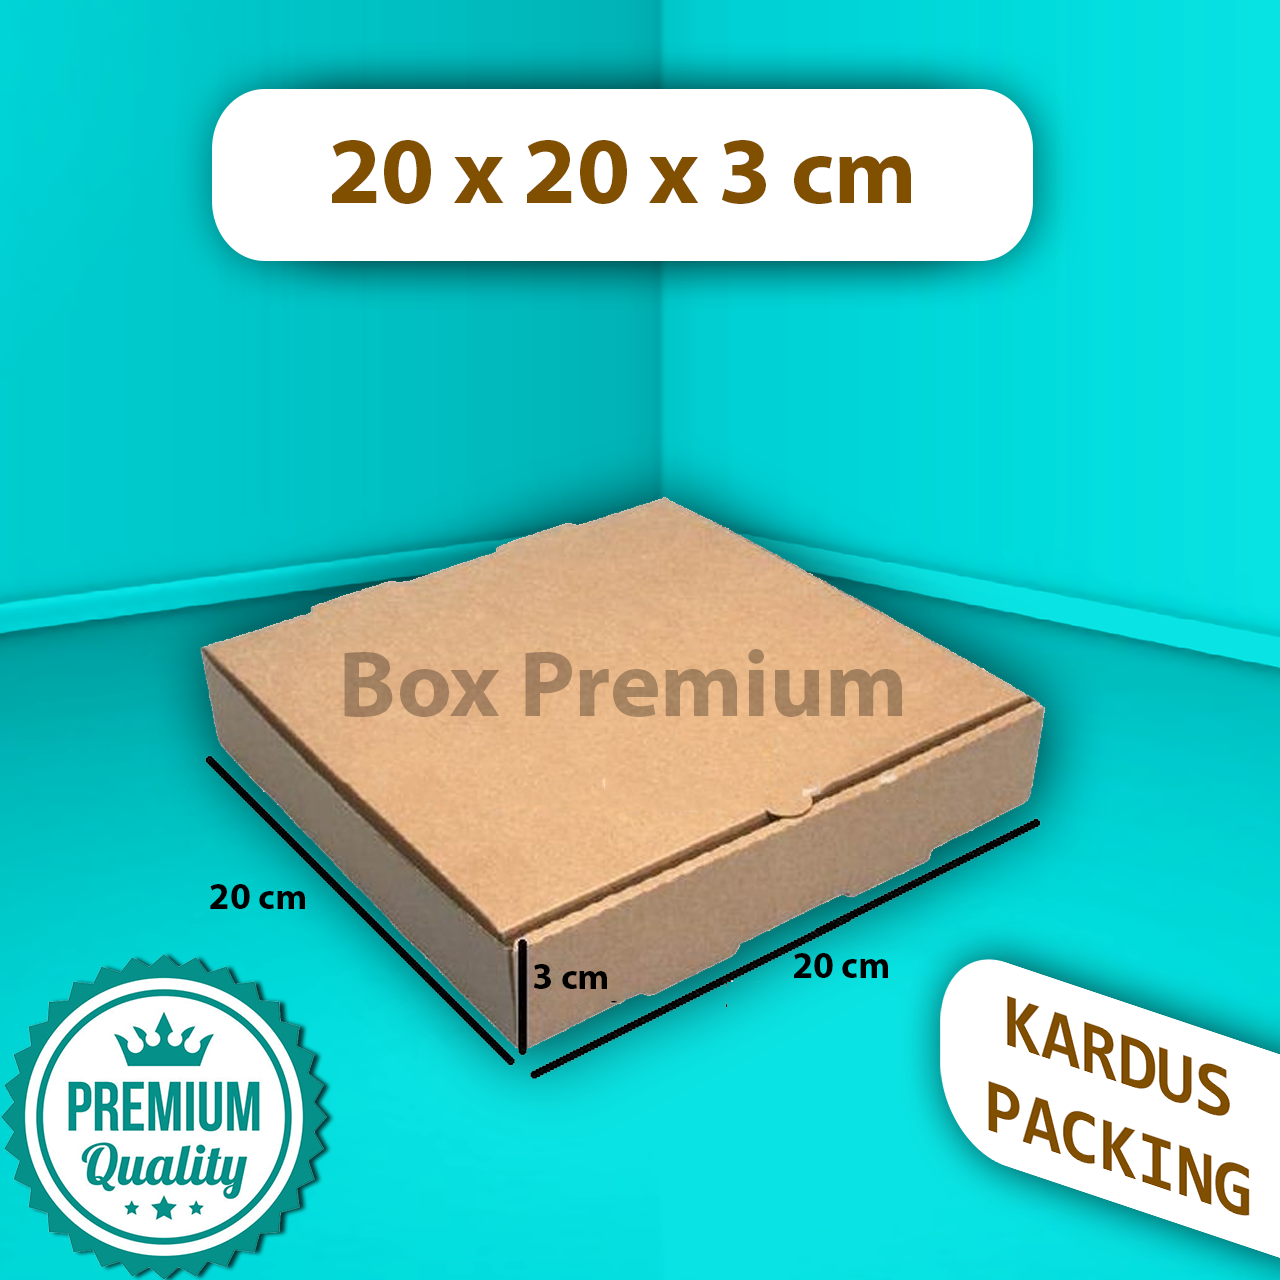 20 x 20 x 3 cm
Box Premium
20 cm
3 cm
20 cm
PREMIUM
Quality
KARDUS
PACKING